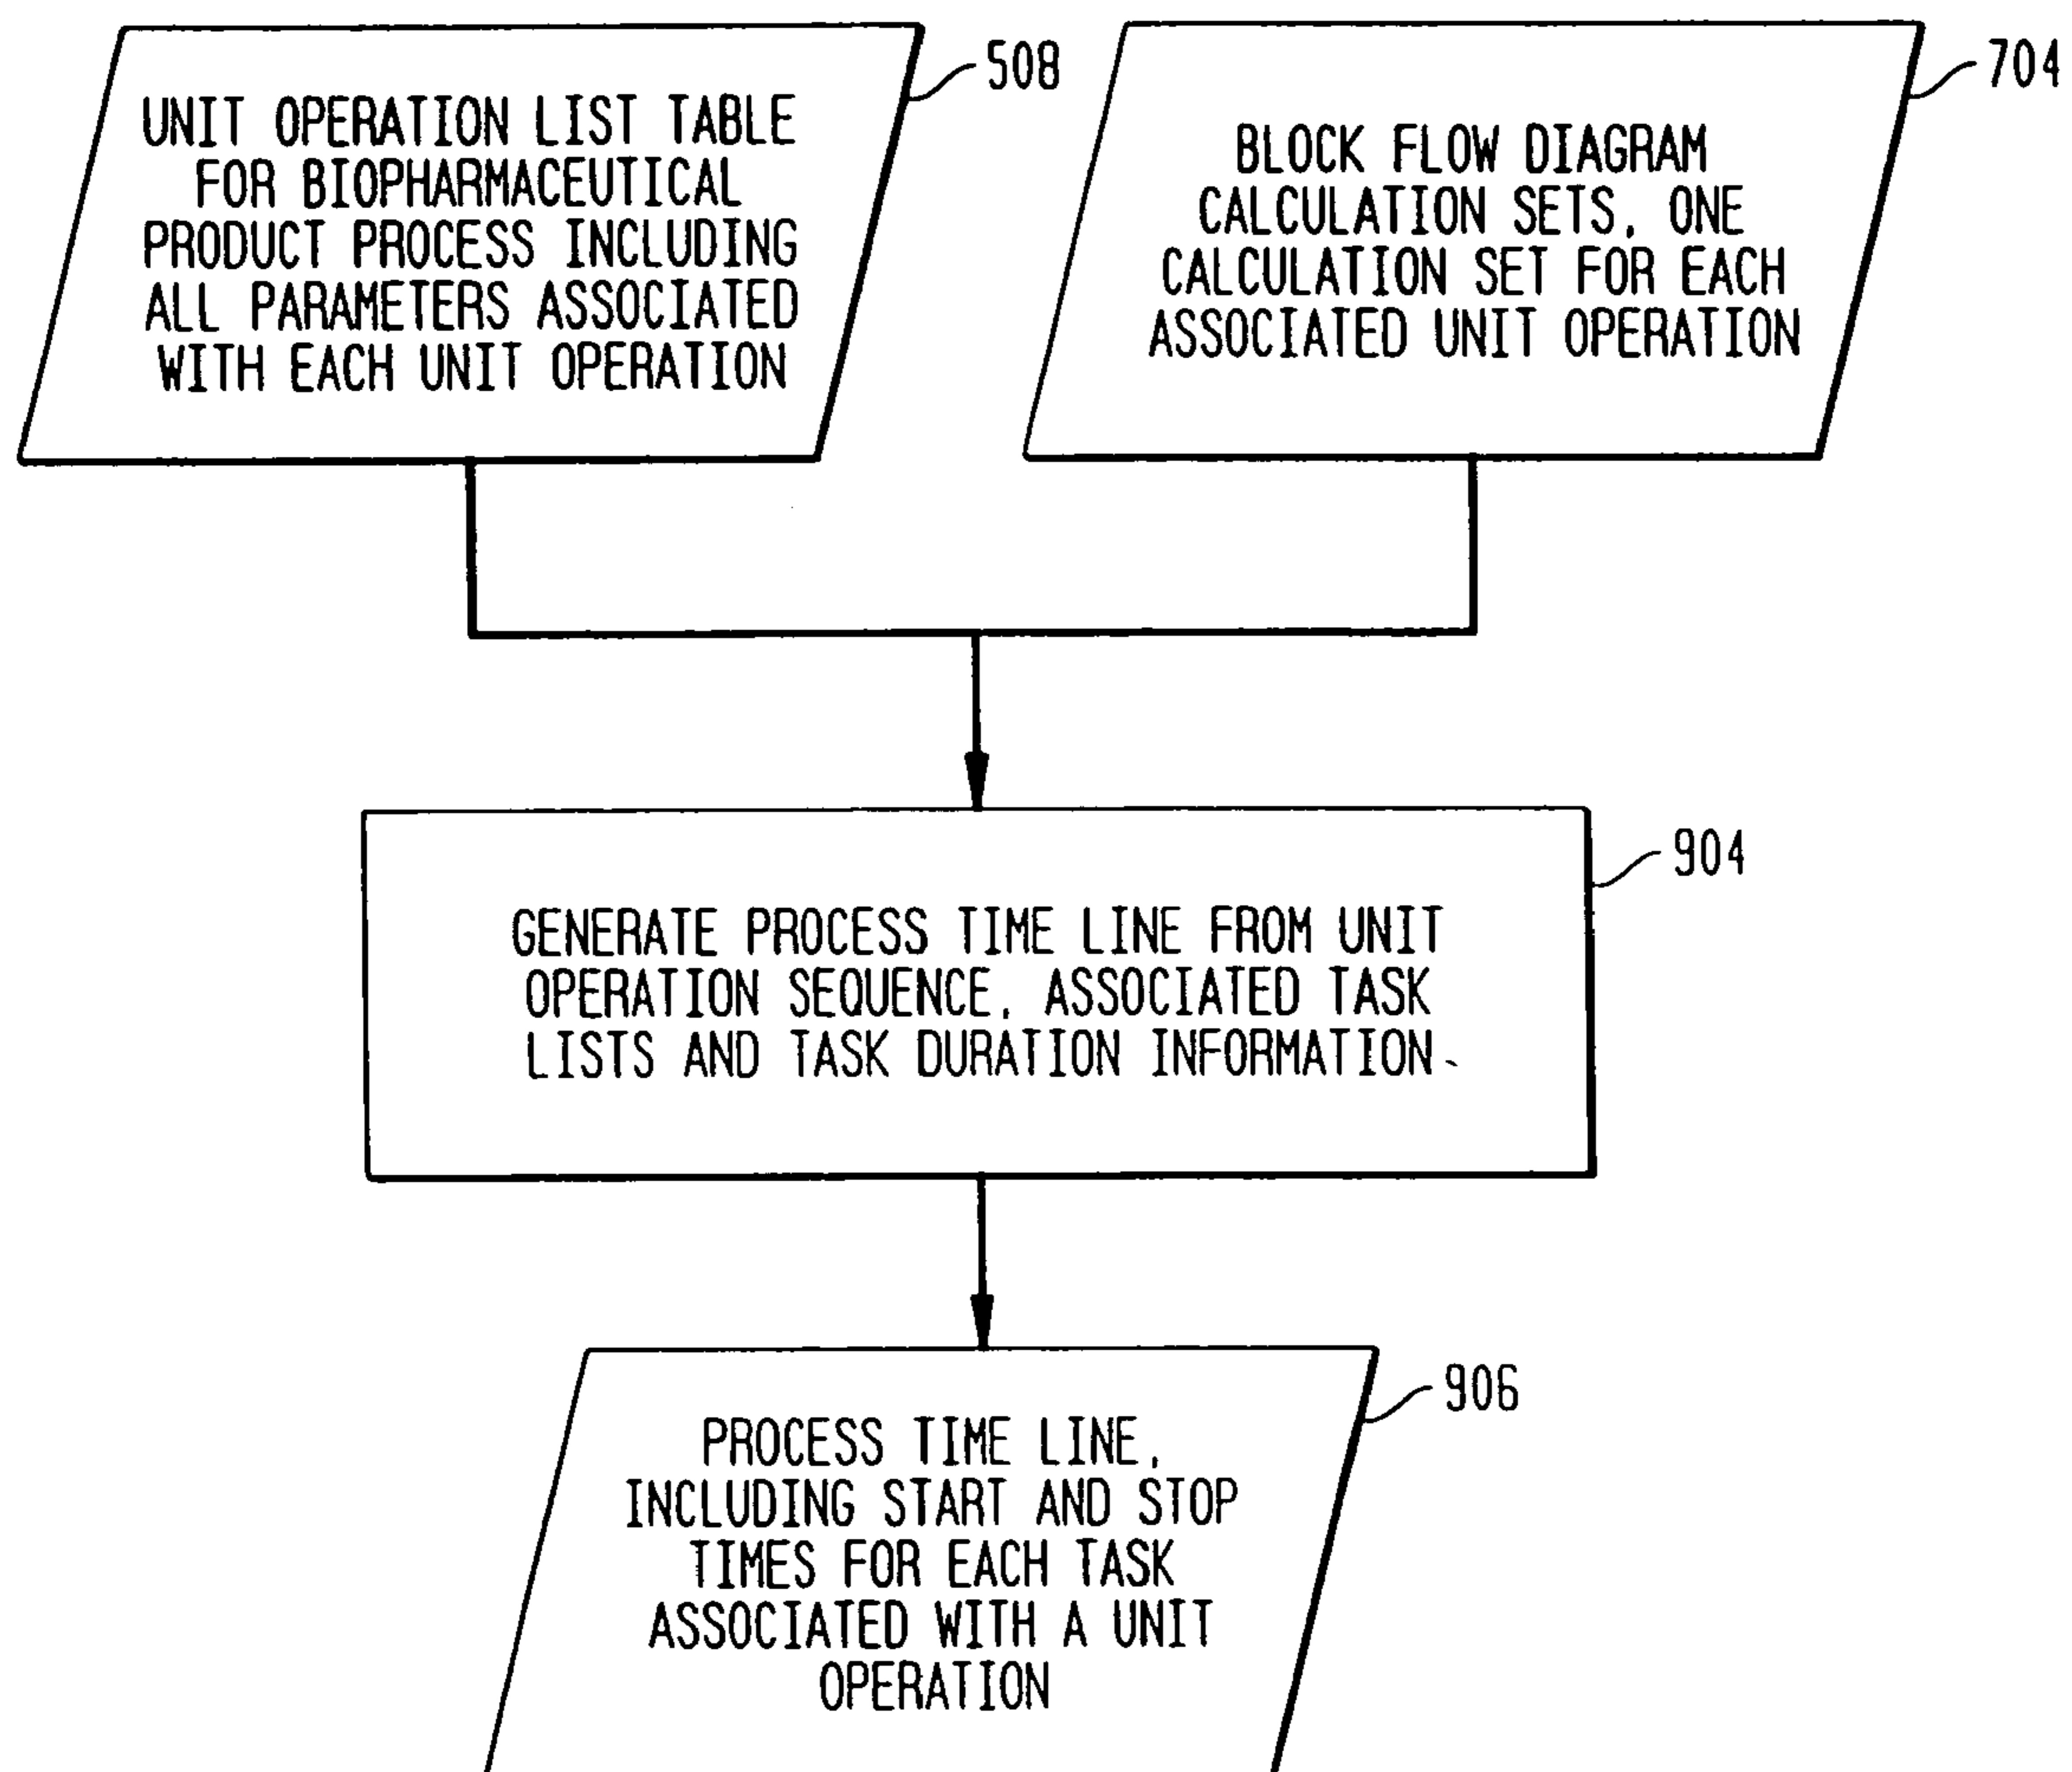 UNIT OPERATION LIST TABLE
FOR BIOPHARMACEUTICAL
PRODUCT PROCESS INCLUDING
ALL PARAMETERS ASSOCIATED
WITH EACH UNIT OPERATION
508
BLOCK FLOW DIAGRAM
CALCULATION SETS, ONE
CALCULATION SET FOR EACH
ASSOCIATED UNIT OPERATION
704
GENERATE PROCESS TIME LINE FROM UNIT
OPERATION SEQUENCE, ASSOCIATED TASK
LISTS AND TASK DURATION INFORMATION
904
PROCESS TIME LINE,
INCLUDING START AND STOP
TIMES FOR EACH TASK
ASSOCIATED WITH A UNIT
OPERATION
906